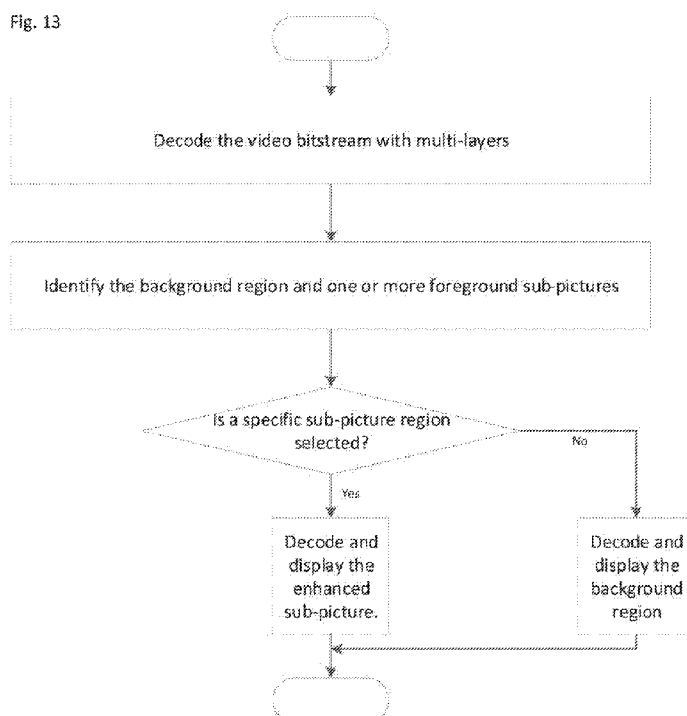 Fig. 13
Decode the video bitstream with multi-layers
Identify the background region and one or more foreground sub-pictures
Is a specific sub-picture region
selected?
No
Yes
Decode and
display the
enhanced
sub-picture.
Decode and
display the
background
region